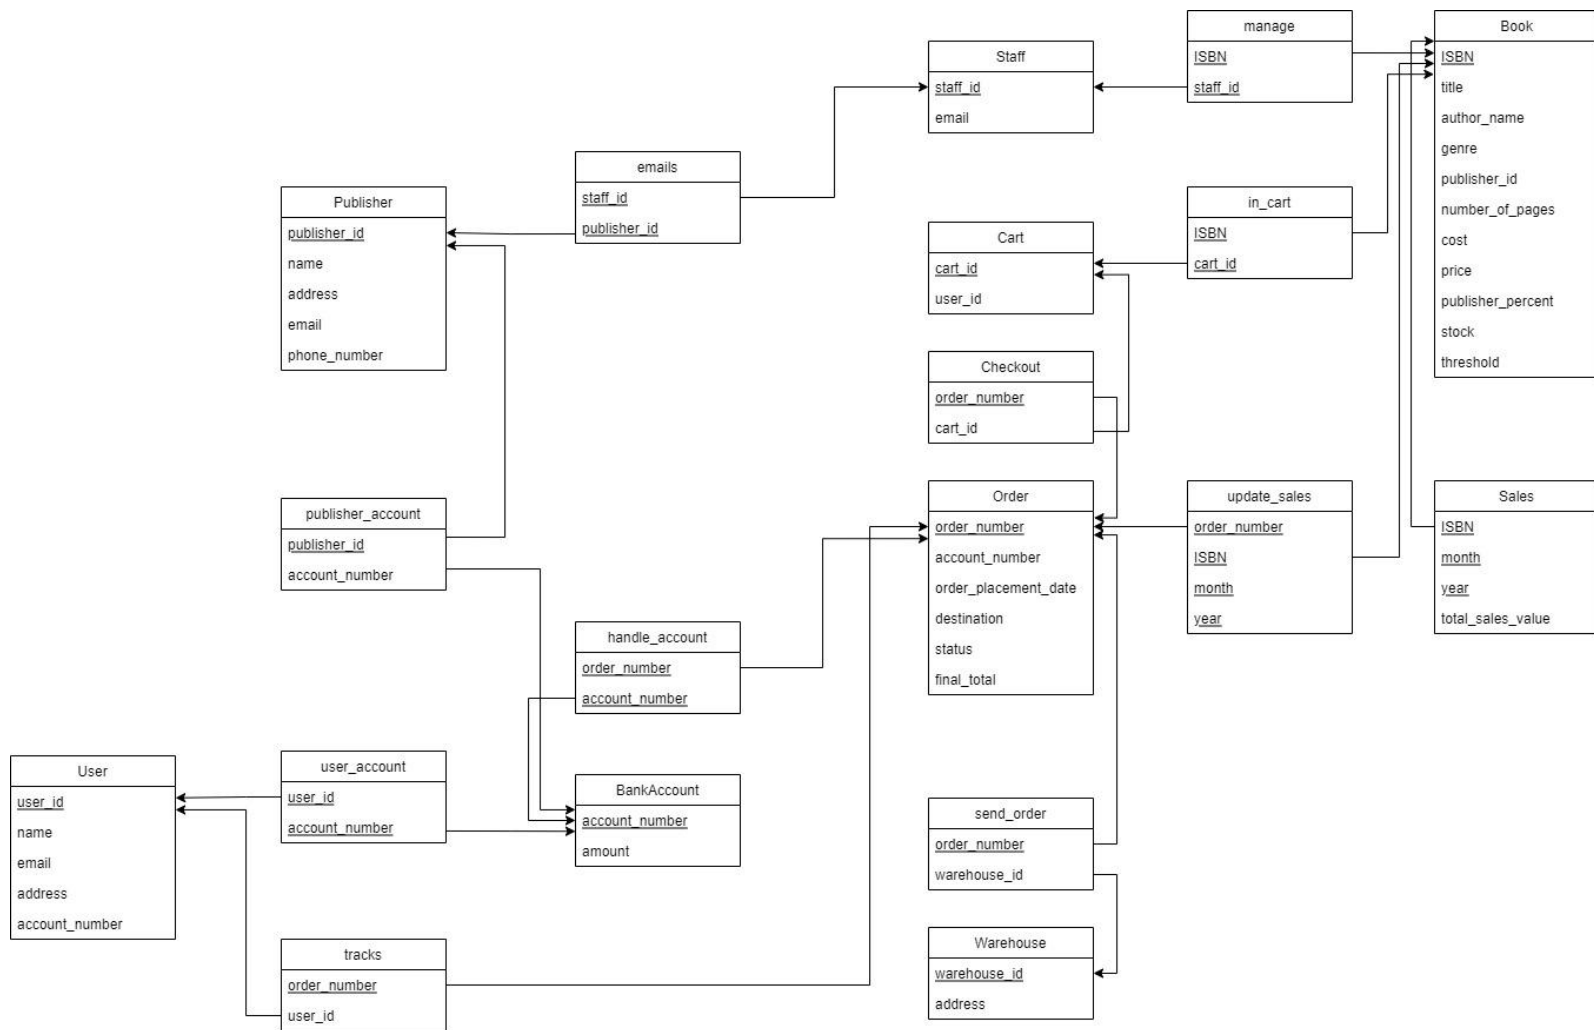 manage
ISBN
staff_id
Book
ISBN
title
author_name
genre
publisher_id
number_of_pages
cost
price
publisher_percent
stock
threshold
Staff
staff_id
email
emails
staff_id
publisher_id
Publisher
publisher_id
name
address
email
phone_number
in_cart
ISBN
cart_id
Cart
cart_id
user_id
Checkout
order_number
cart_id
Order
order_number
account_number
order_placement_date
destination
status
final_total
update_sales
order_number
ISBN
month
year
Sales
ISBN
month
year
total_sales_value
publisher_account
publisher_id
account_number
handle_account
order_number
account_number
User
user_id
name
email
address
account_number
user_account
user_id
account_number
BankAccount
account_number
amount
send_order
order_number
warehouse_id
Warehouse
warehouse_id
address
tracks
order_number
user_id